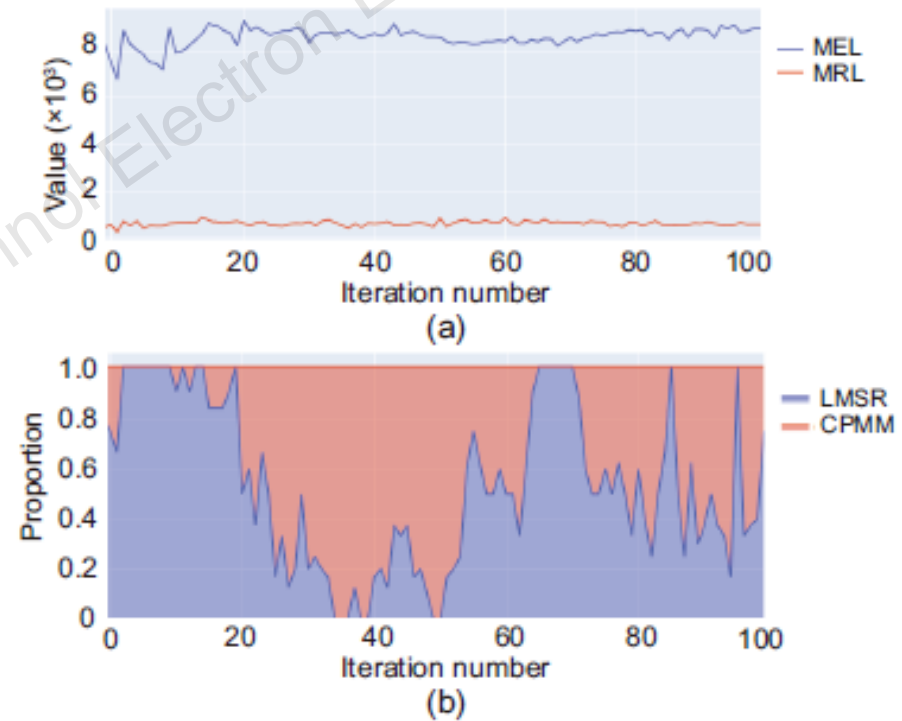 Electron
Value (×10³)
8
6
4
2
0
0 20 40 60 80 100
Iteration number
(a)
MEL
MRL
Proportion
1.0
0.8
0.6
0.4
0.2
0
0 20 40 60 80 100
Iteration number
(b)
LMSR
CPMM